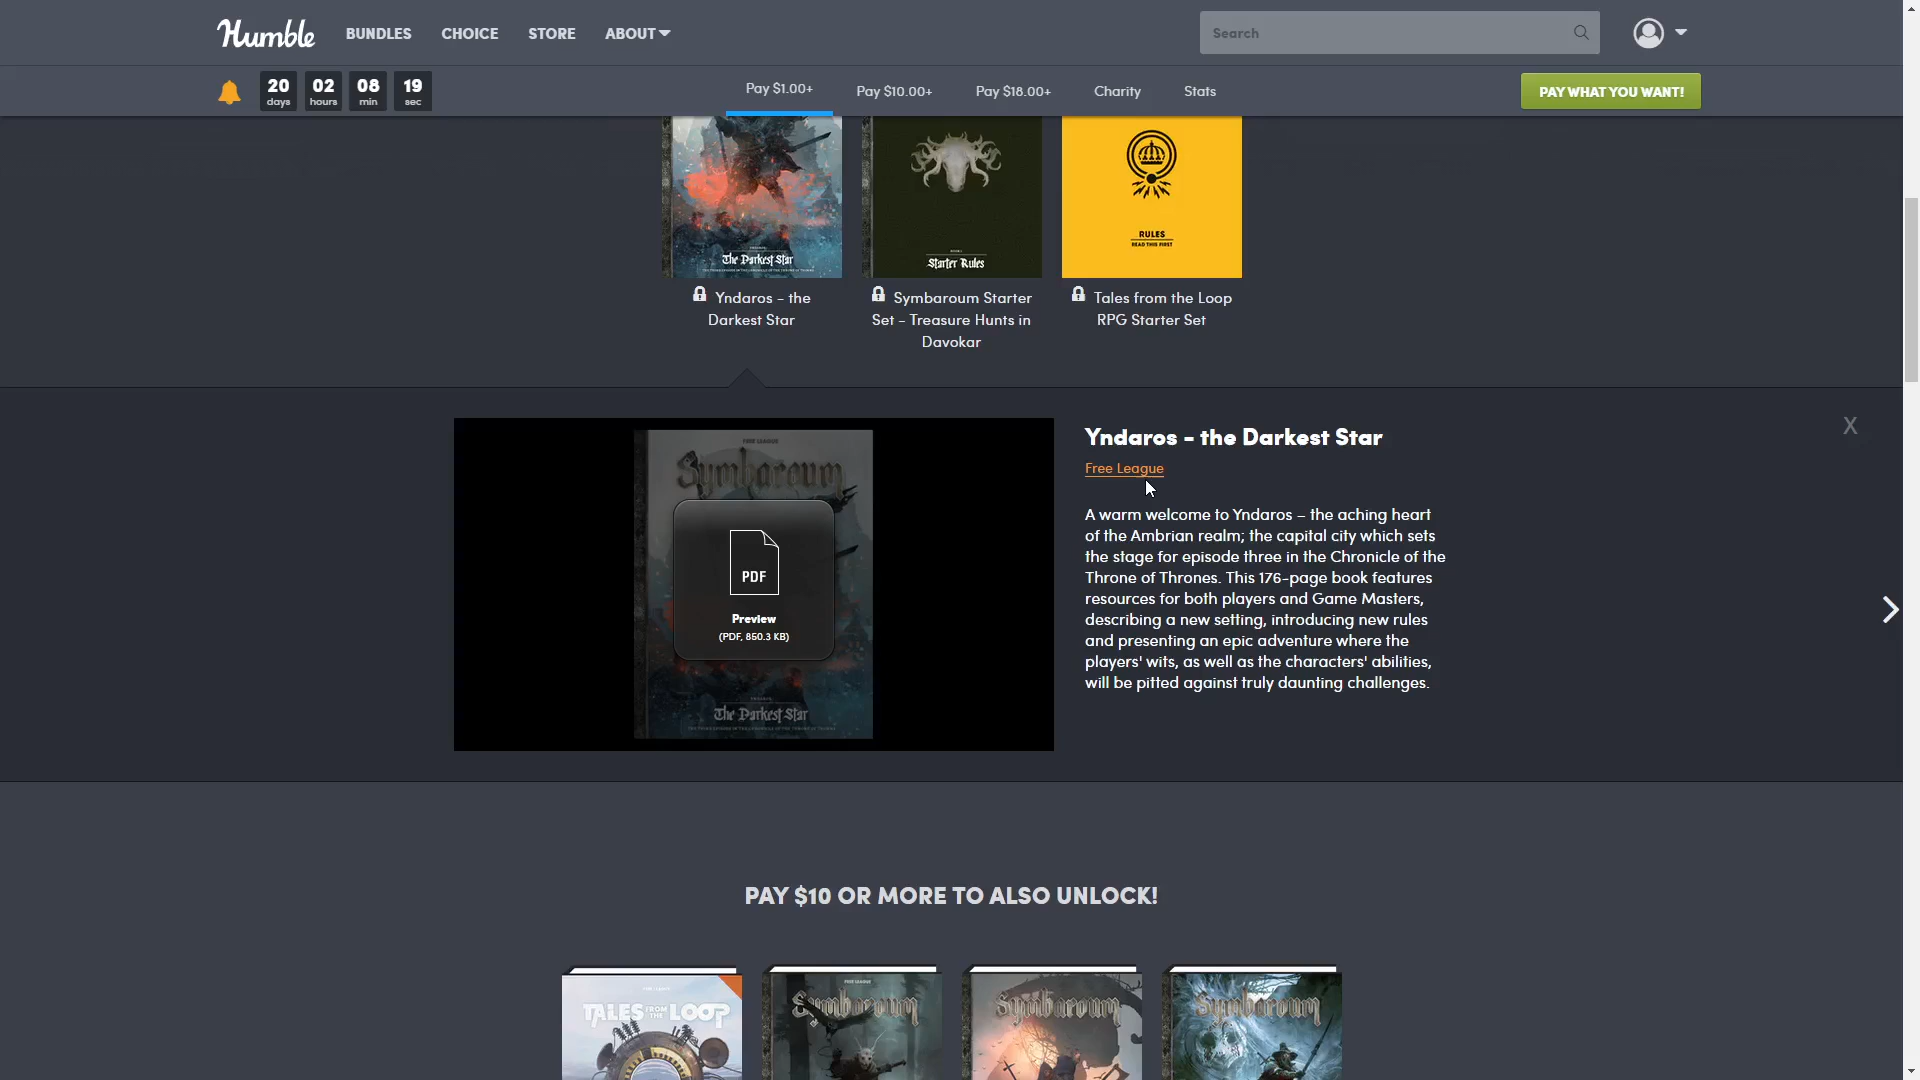 Humble BUNDLES CHOICE STORE ABOUT Search
20 days 02 hours 08 min 19 sec
Pay $1.00+ Pay $10.00+ Pay $18.00+ Charity Stats
PAY WHAT YOU WANT!
The Darkest Star
Starter Rules
RULES
READ THIS FIRST
Yndaros - the
Darkest Star
Symbaroum Starter
Set - Treasure Hunts in
Davokar
Tales from the Loop
RPG Starter Set
FREE LEAGUE
Symbaroum
PDF
Preview
(PDF, 850.3 KB)
The Darkest Star
Yndaros - the Darkest Star
X
Free League
A warm welcome to Yndaros – the aching heart
of the Ambrian realm; the capital city which sets
the stage for episode three in the Chronicle of the
Throne of Thrones. This 176-page book features
resources for both players and Game Masters,
describing a new setting, introducing new rules
and presenting an epic adventure where the
players' wits, as well as the characters' abilities,
will be pitted against truly daunting challenges.
PAY $10 OR MORE TO ALSO UNLOCK!
TALES FROM THE LOOP
Symbaroum
Symbaroum
Symbaroum